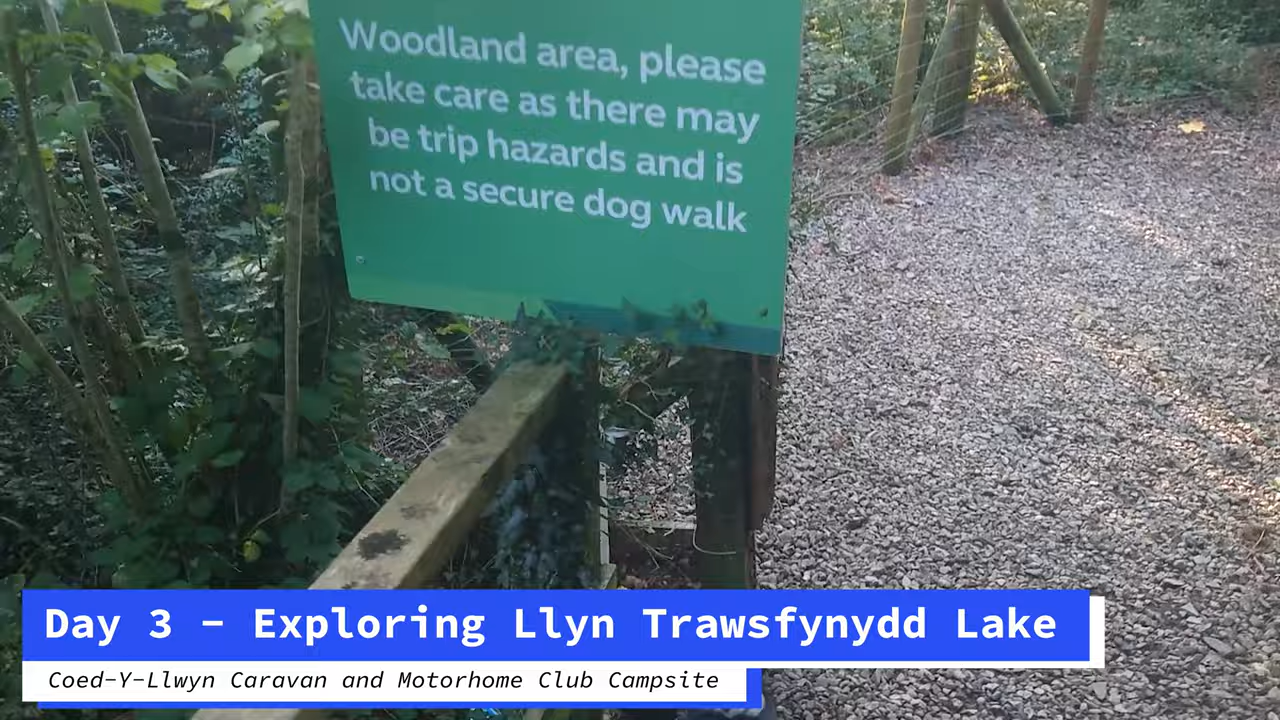 Woodland area, please
take care as there may
be trip hazards and is
not a secure dog walk
Day 3 - Exploring Llyn Trawsfynydd Lake
Coed-Y-Llwyn Caravan and Motorhome Club Campsite